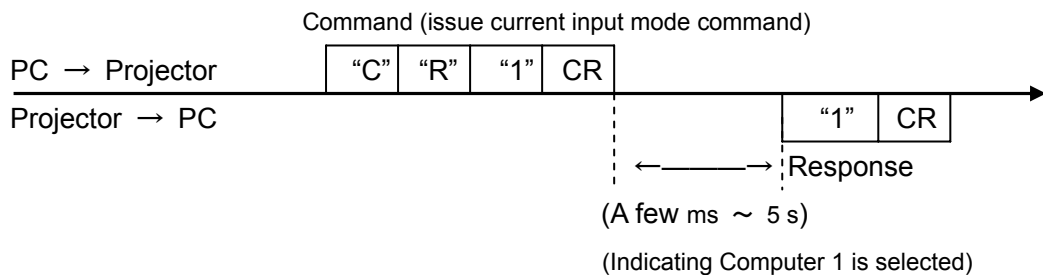 Command (issue current input mode command)
PC → Projector “C” “R” “1” CR
Projector → PC “1” CR
←———→ Response
(A few ms ~ 5 s)
(Indicating Computer 1 is selected)